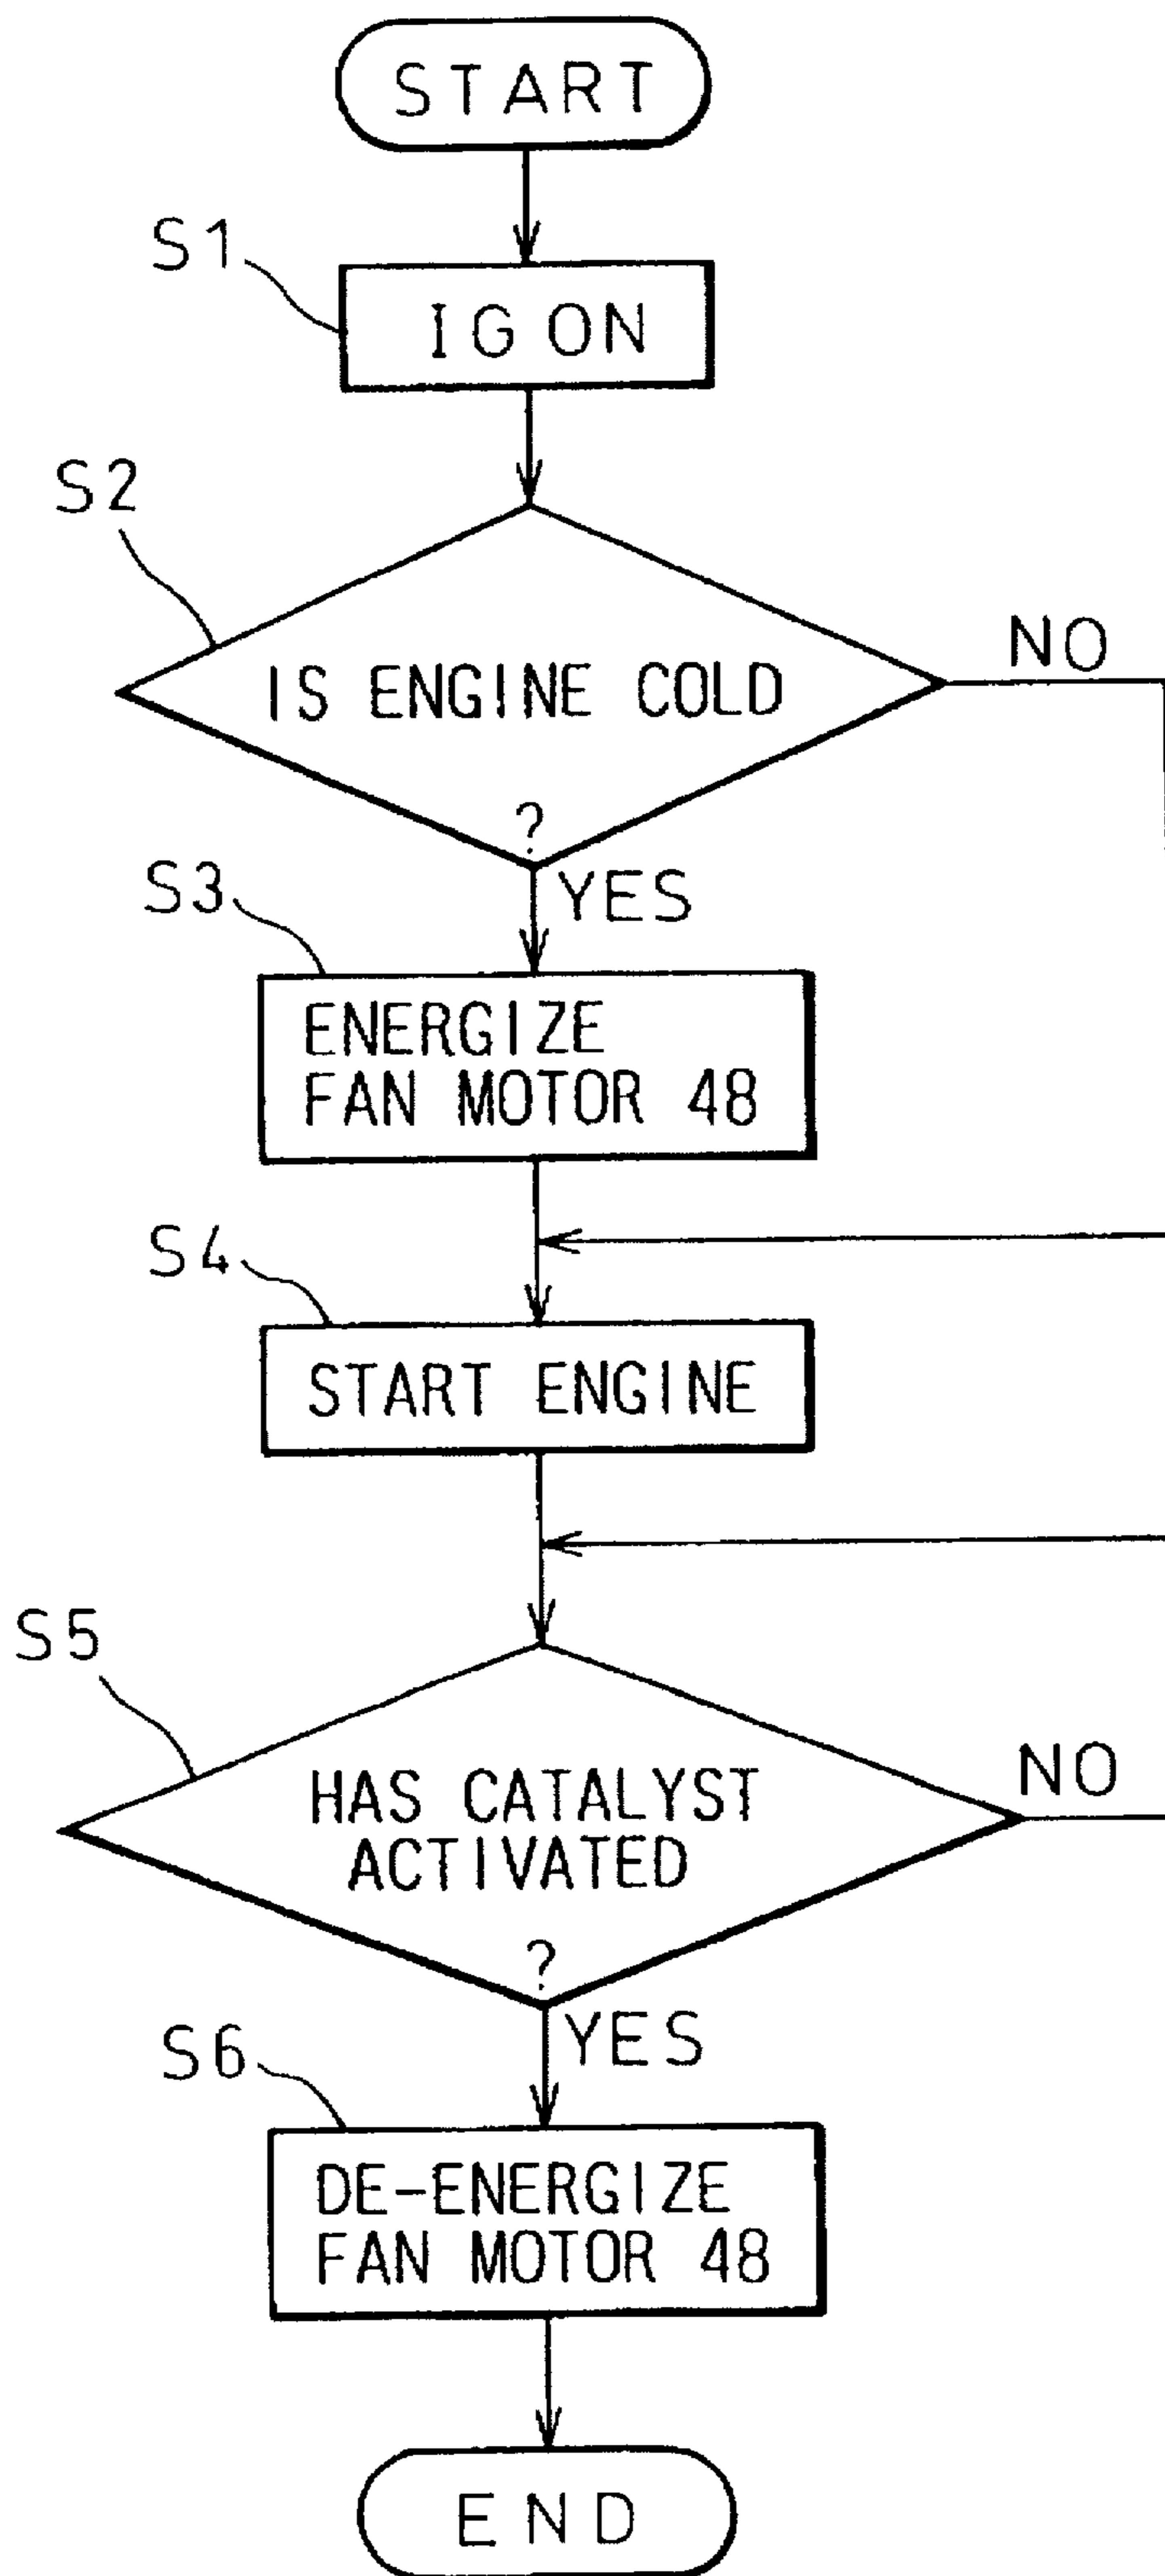 START
S1
IG ON
S2
IS ENGINE COLD
NO
?
YES
S3
ENERGIZE
FAN MOTOR 48
S4
START ENGINE
S5
HAS CATALYST
ACTIVATED
NO
?
YES
S6
DE-ENERGIZE
FAN MOTOR 48
END